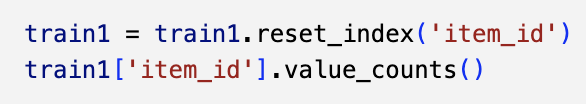 train1 = train1.reset_index('item_id')
train1['item_id'].value_counts()